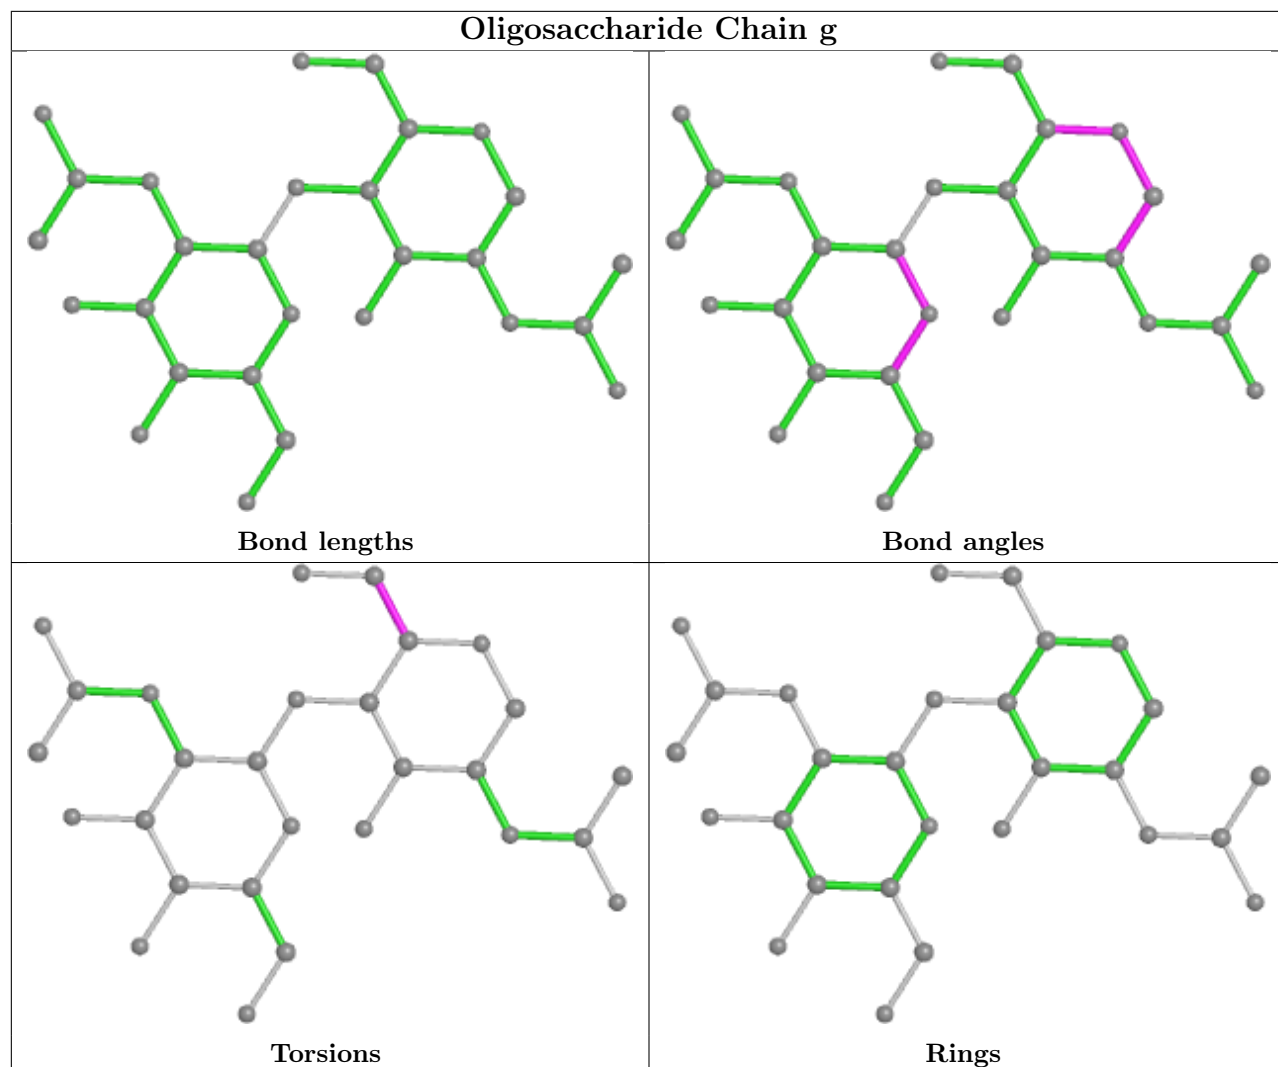 Oligosaccharide Chain g
Bond lengths
Bond angles
Torsions
Rings